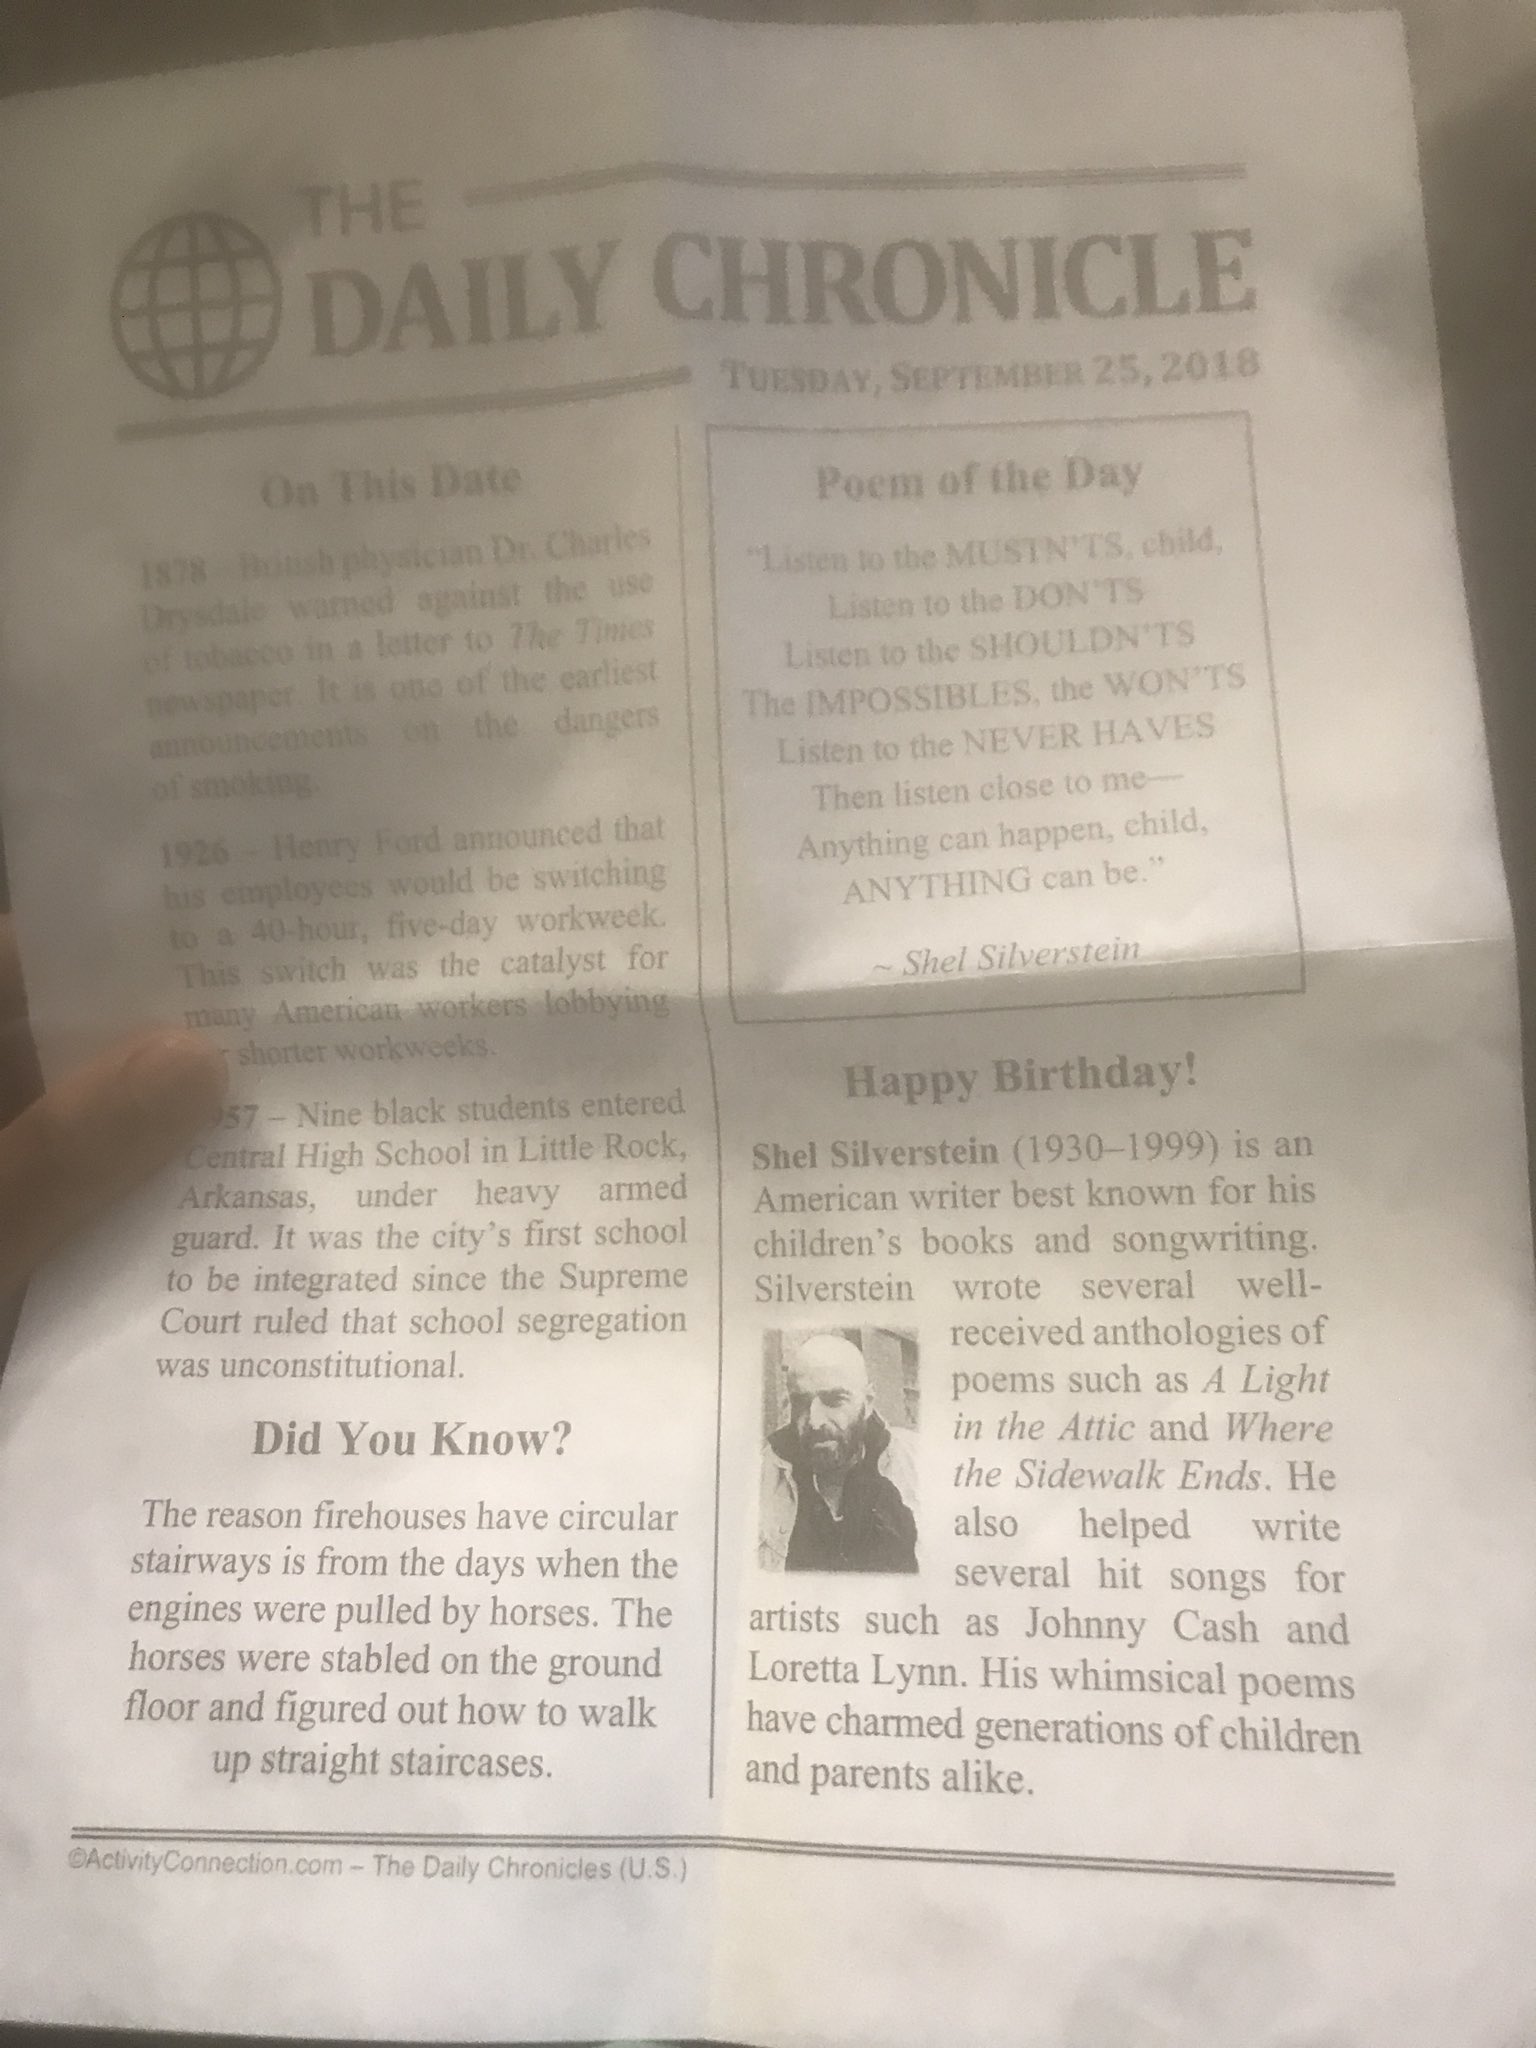 THE
DAILY CHRONICLE
TUESDAY, SEPTEMBER 25, 2018
On This Date
1878 – British physician Dr. Charles
Drysdale warned against the use
of tobacco in a letter to The Times
newspaper. It is one of the earliest
announcements on the dangers
of smoking.
1926 – Henry Ford announced that
his employees would be switching
to a 40-hour, five-day workweek.
This switch was the catalyst for
many American workers lobbying
shorter workweeks.
957 – Nine black students entered
Central High School in Little Rock,
Arkansas, under heavy armed
guard. It was the city's first school
to be integrated since the Supreme
Court ruled that school segregation
was unconstitutional.
Did You Know?
The reason firehouses have circular
stairways is from the days when the
engines were pulled by horses. The
horses were stabled on the ground
floor and figured out how to walk
up straight staircases.
Poem of the Day
"Listen to the MUSTN'TS, child,
Listen to the DON'TS
Listen to the SHOULDN'TS
The IMPOSSIBLES, the WON'TS
Listen to the NEVER HAVES
Then listen close to me—
Anything can happen, child,
ANYTHING can be."
~ Shel Silverstein
Happy Birthday!
Shel Silverstein (1930–1999) is an
American writer best known for his
children's books and songwriting.
Silverstein wrote several well-
received anthologies of
poems such as A Light
in the Attic and Where
the Sidewalk Ends. He
also helped write
several hit songs for
artists such as Johnny Cash and
Loretta Lynn. His whimsical poems
have charmed generations of children
and parents alike.
©ActivityConnection.com – The Daily Chronicles (U.S.)